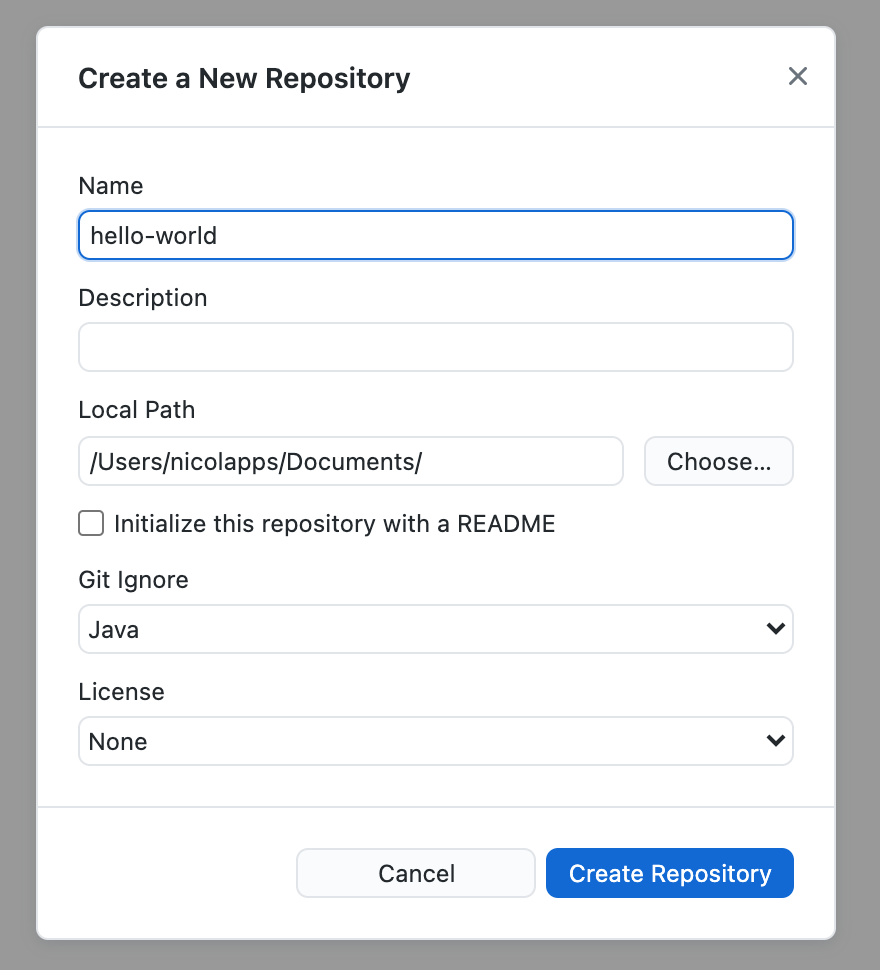 Create a New Repository
Name
hello-world
Description
Local Path
/Users/nicolapps/Documents/
Choose...
Initialize this repository with a README
Git Ignore
Java
License
None
Cancel
Create Repository